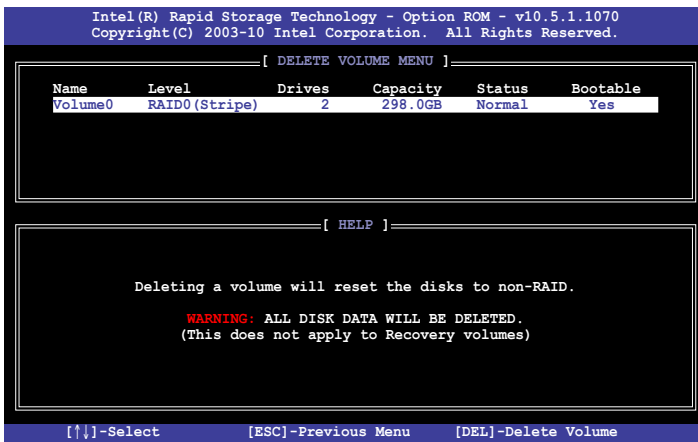 Intel(R) Rapid Storage Technology - Option ROM - v10.5.1.1070
Copyright(C) 2003-10 Intel Corporation.  All Rights Reserved.
[ DELETE VOLUME MENU ]
Name Level Drives Capacity Status Bootable
Volume0 RAID0(Stripe) 2 298.0GB Normal Yes
[ HELP ]
Deleting a volume will reset the disks to non-RAID.
WARNING: ALL DISK DATA WILL BE DELETED.
(This does not apply to Recovery volumes)
[↑↓]-Select [ESC]-Previous Menu [DEL]-Delete Volume